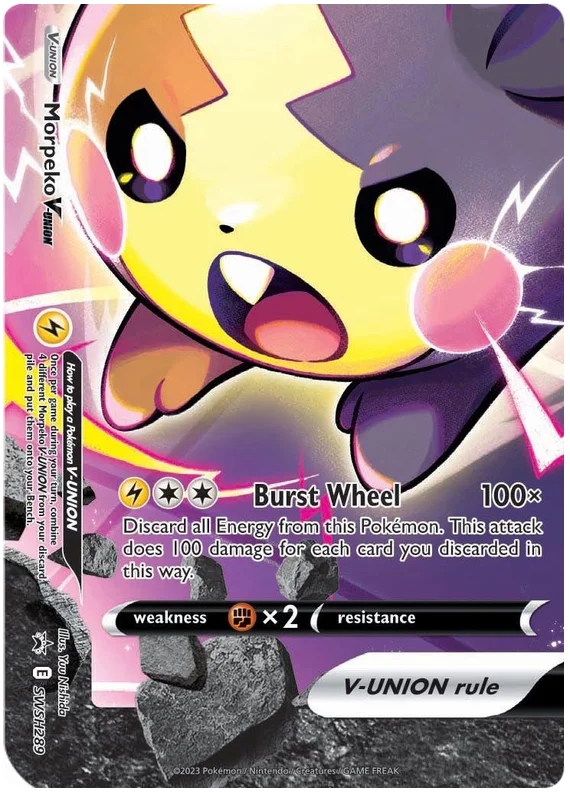 V-UNION
Morpeko V-UNION
How to play a Pokémon V-UNION
Once per game during your turn, combine
4 different Morpeko V-UNION from your discard
pile and put them onto your Bench.
Burst Wheel 100×
Discard all Energy from this Pokémon. This attack
does 100 damage for each card you discarded in
this way.
weakness ×2 resistance
V-UNION rule
Illus. You Nishida
E SWSH289
©2023 Pokémon / Nintendo / Creatures / GAME FREAK